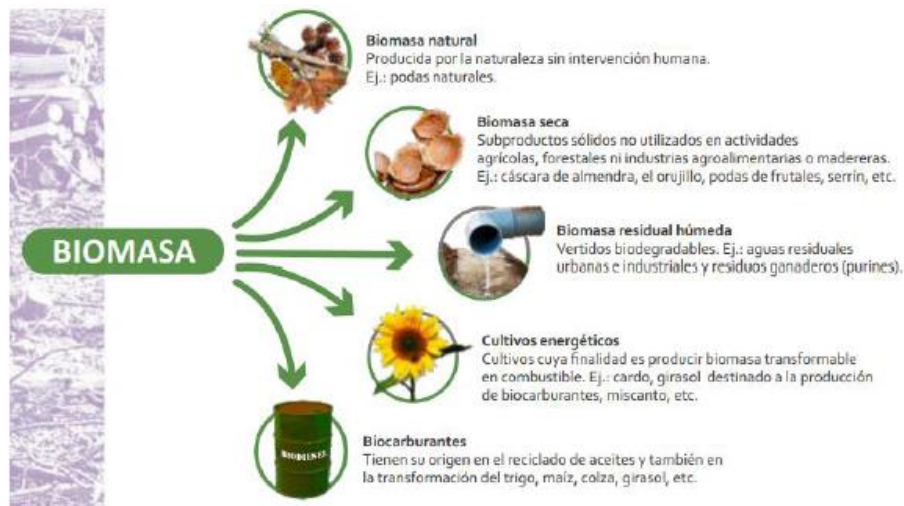 Biomasa natural
Producida por la naturaleza sin intervención humana.
Ej.: podas naturales.
Biomasa seca
Subproductos sólidos no utilizados en actividades
agrícolas, forestales ni industrias agroalimentarias o madereras.
Ej.: cáscara de almendra, el orujillo, podas de frutales, serrín, etc.
BIOMASA
Biomasa residual húmeda
Vertidos biodegradables. Ej.: aguas residuales
urbanas e industriales y residuos ganaderos (purines).
Cultivos energéticos
Cultivos cuya finalidad es producir biomasa transformable
en combustible. Ej.: cardo, girasol destinado a la producción
de biocarburantes, miscanto, etc.
BIODIESEL
Biocarburantes
Tienen su origen en el reciclado de aceites y también en
la transformación del trigo, maíz, colza, girasol, etc.